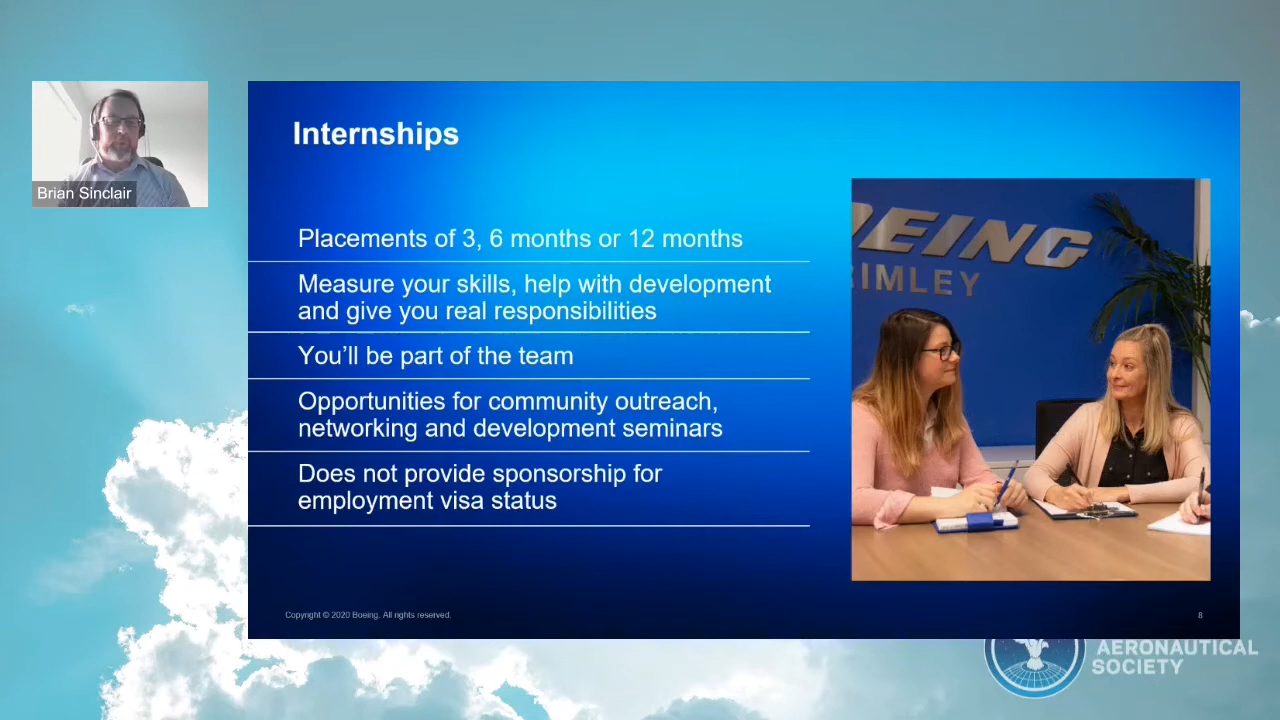 Internships
Brian Sinclair
Placements of 3, 6 months or 12 months
Measure your skills, help with development
and give you real responsibilities
You’ll be part of the team
Opportunities for community outreach,
networking and development seminars
Does not provide sponsorship for
employment visa status
OEING
RIMLEY
Copyright © 2020 Boeing. All rights reserved.
8
AERONAUTICAL
SOCIETY